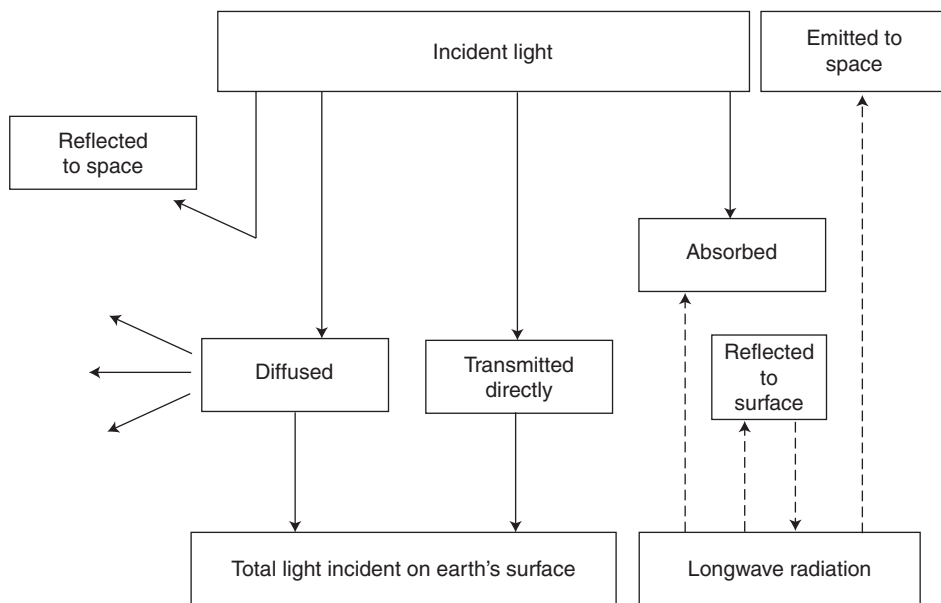 Incident light
Emitted to
space
Reflected
to space
Absorbed
Diffused
Transmitted
directly
Reflected
to
surface
Total light incident on earth's surface
Longwave radiation